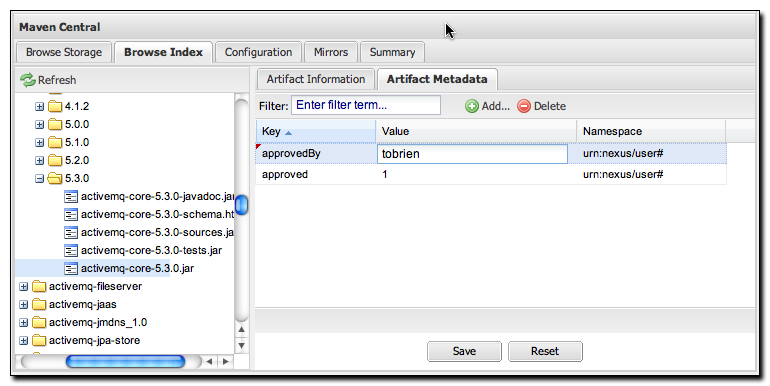 Maven Central
Browse Storage Browse Index Configuration Mirrors Summary
Refresh
4.1.2
5.0.0
5.1.0
5.2.0
5.3.0
activemq-core-5.3.0-javadoc.jar
activemq-core-5.3.0-schema.ht
activemq-core-5.3.0-sources.ja
activemq-core-5.3.0-tests.jar
activemq-core-5.3.0.jar
activemq-fileserver
activemq-jaas
activemq-jmdns_1.0
activemq-jpa-store
Artifact Information Artifact Metadata
Filter: Enter filter term... Add... Delete
Key Value Namespace
approvedBy tobrien urn:nexus/user#
approved 1 urn:nexus/user#
Save Reset